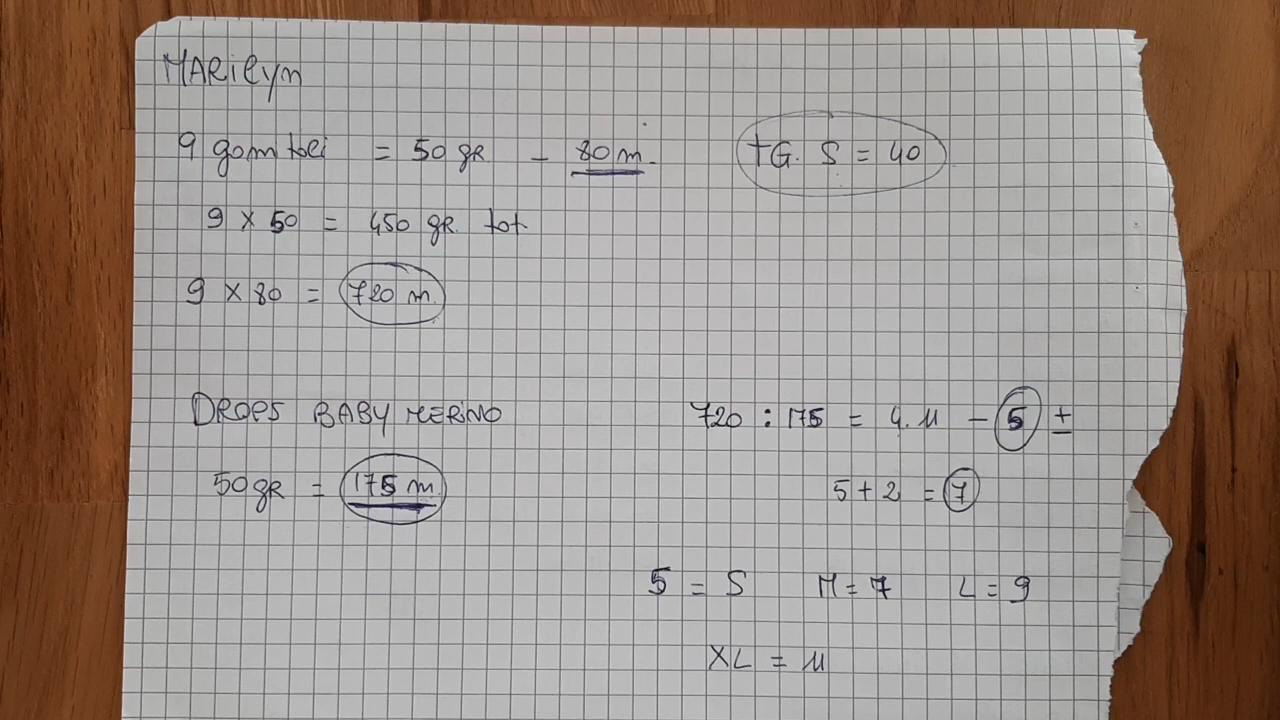 MARilyn
9 gomitoli = 50 gr - 80 m. tG. S = 40
9 x 50 = 450 gr. tot.
9 x 80 = 720 m.
DROPS BABY MERINO 720 : 175 = 4.11 - 5 ±
50 gr = 175 m. 5 + 2 = 7
5 = S M = 7 L = 9
XL = 11